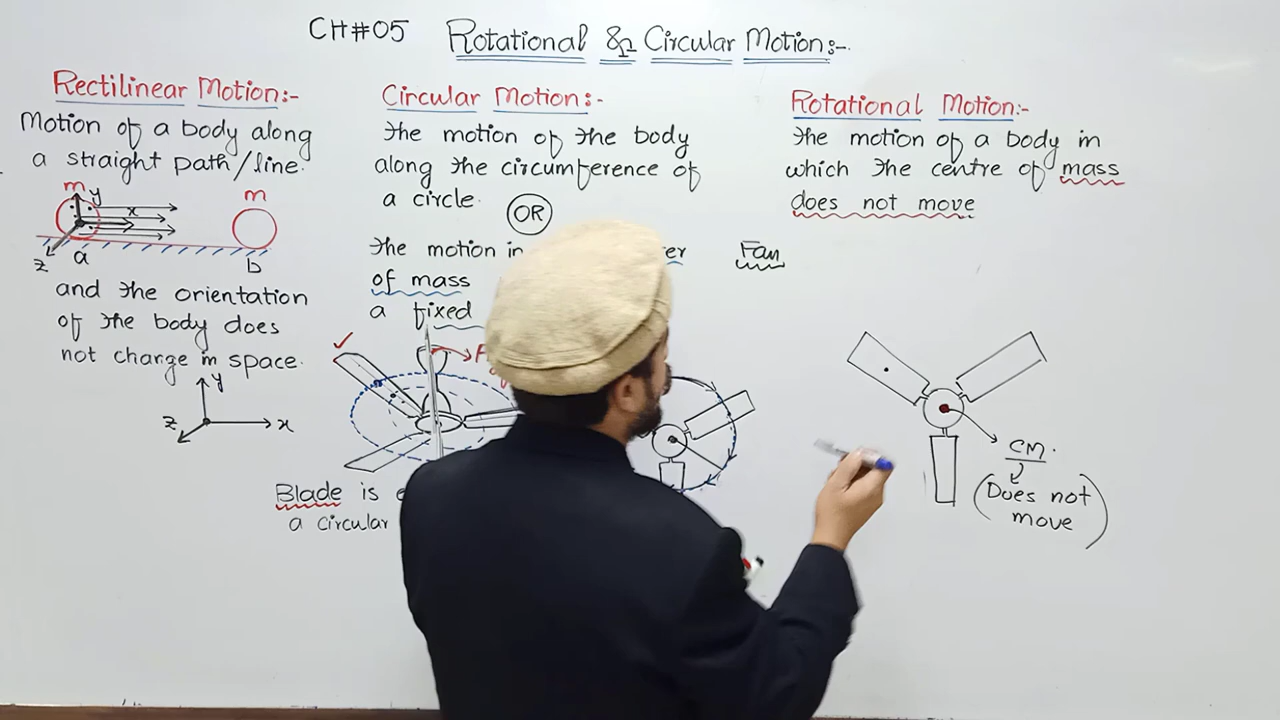 CH#05 Rotational & Circular Motion:-
Rectilinear Motion:-
Motion of a body along
a straight path/line.
m
y
x
z
a
m
b
and the orientation
of the body does
not change in space.
y
z
x
Circular Motion:-
The motion of the body
along the circumference of
a circle.
OR
The motion in
of mass
a fixed
Blade is
a circular
Rotational Motion:-
The motion of a body in
which the centre of mass
does not move
Fan
CM.
(Does not
move)